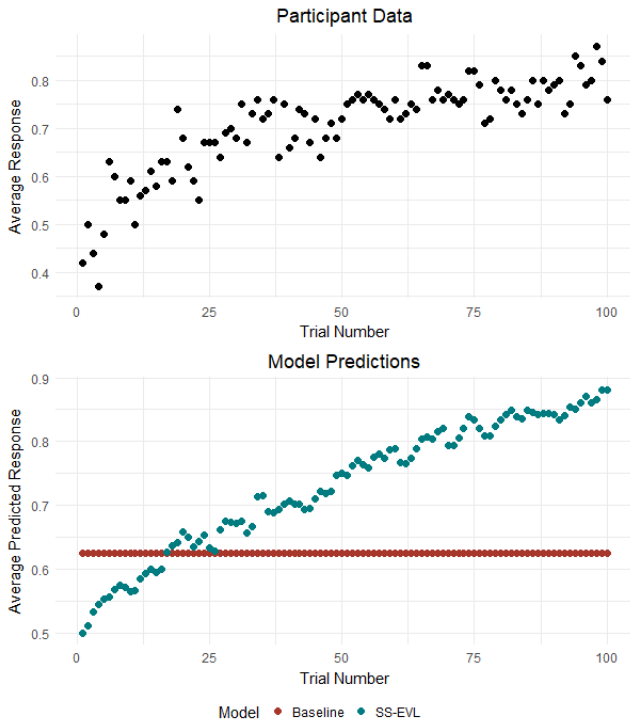 Participant Data
Average Response
0.8
0.7
0.6
0.5
0.4
0 25 50 75 100
Trial Number
Model Predictions
Average Predicted Response
0.9
0.8
0.7
0.6
0.5
0 25 50 75 100
Trial Number
Model Baseline SS-EVL